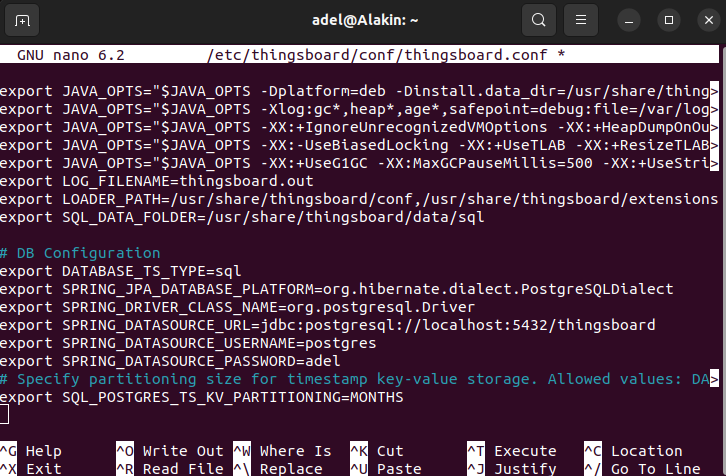 adel@Alakin: ~
GNU nano 6.2 /etc/thingsboard/conf/thingsboard.conf *
export JAVA_OPTS="$JAVA_OPTS -Dplatform=deb -Dinstall.data_dir=/usr/share/thing>
export JAVA_OPTS="$JAVA_OPTS -Xlog:gc*,heap*,age*,safepoint=debug:file=/var/log>
export JAVA_OPTS="$JAVA_OPTS -XX:+IgnoreUnrecognizedVMOptions -XX:+HeapDumpOnOu>
export JAVA_OPTS="$JAVA_OPTS -XX:-UseBiasedLocking -XX:+UseTLAB -XX:+ResizeTLAB>
export JAVA_OPTS="$JAVA_OPTS -XX:+UseG1GC -XX:MaxGCPauseMillis=500 -XX:+UseStri>
export LOG_FILENAME=thingsboard.out
export LOADER_PATH=/usr/share/thingsboard/conf,/usr/share/thingsboard/extensions
export SQL_DATA_FOLDER=/usr/share/thingsboard/data/sql
# DB Configuration
export DATABASE_TS_TYPE=sql
export SPRING_JPA_DATABASE_PLATFORM=org.hibernate.dialect.PostgreSQLDialect
export SPRING_DRIVER_CLASS_NAME=org.postgresql.Driver
export SPRING_DATASOURCE_URL=jdbc:postgresql://localhost:5432/thingsboard
export SPRING_DATASOURCE_USERNAME=postgres
export SPRING_DATASOURCE_PASSWORD=adel
# Specify partitioning size for timestamp key-value storage. Allowed values: DA>
export SQL_POSTGRES_TS_KV_PARTITIONING=MONTHS
^G Help ^O Write Out ^W Where Is ^K Cut ^T Execute ^C Location
^X Exit ^R Read File ^\ Replace ^U Paste ^J Justify ^/ Go To Line